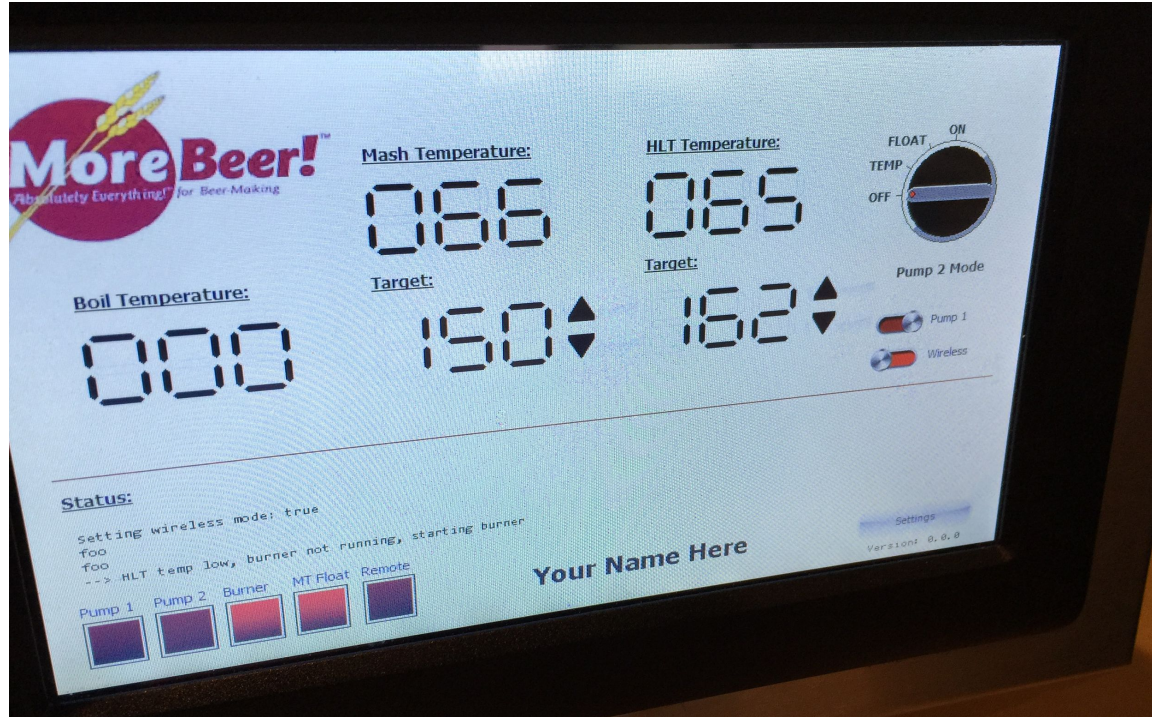 More Beer!™
"Absolutely Everything!" for Beer-Making
Mash Temperature:
066
Target:
150
HLT Temperature:
065
Target:
162
ON
FLOAT
TEMP
OFF
Pump 2 Mode
Pump 1
Wireless
Boil Temperature:
000
Status:
Setting wireless mode: true
foo
foo
--> HLT temp low, burner not running, starting burner
Pump 1
Pump 2
Burner
MT Float
Remote
Your Name Here
Settings
Version: 0.0.0